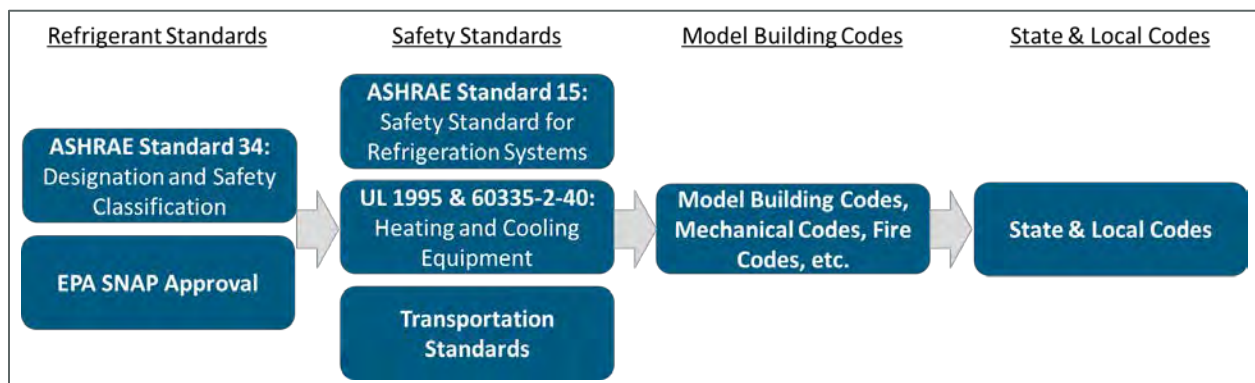 Refrigerant Standards
Safety Standards
Model Building Codes
State & Local Codes
ASHRAE Standard 34:
Designation and Safety
Classification
EPA SNAP Approval
ASHRAE Standard 15:
Safety Standard for
Refrigeration Systems
UL 1995 & 60335-2-40:
Heating and Cooling
Equipment
Transportation
Standards
Model Building Codes,
Mechanical Codes, Fire
Codes, etc.
State & Local Codes